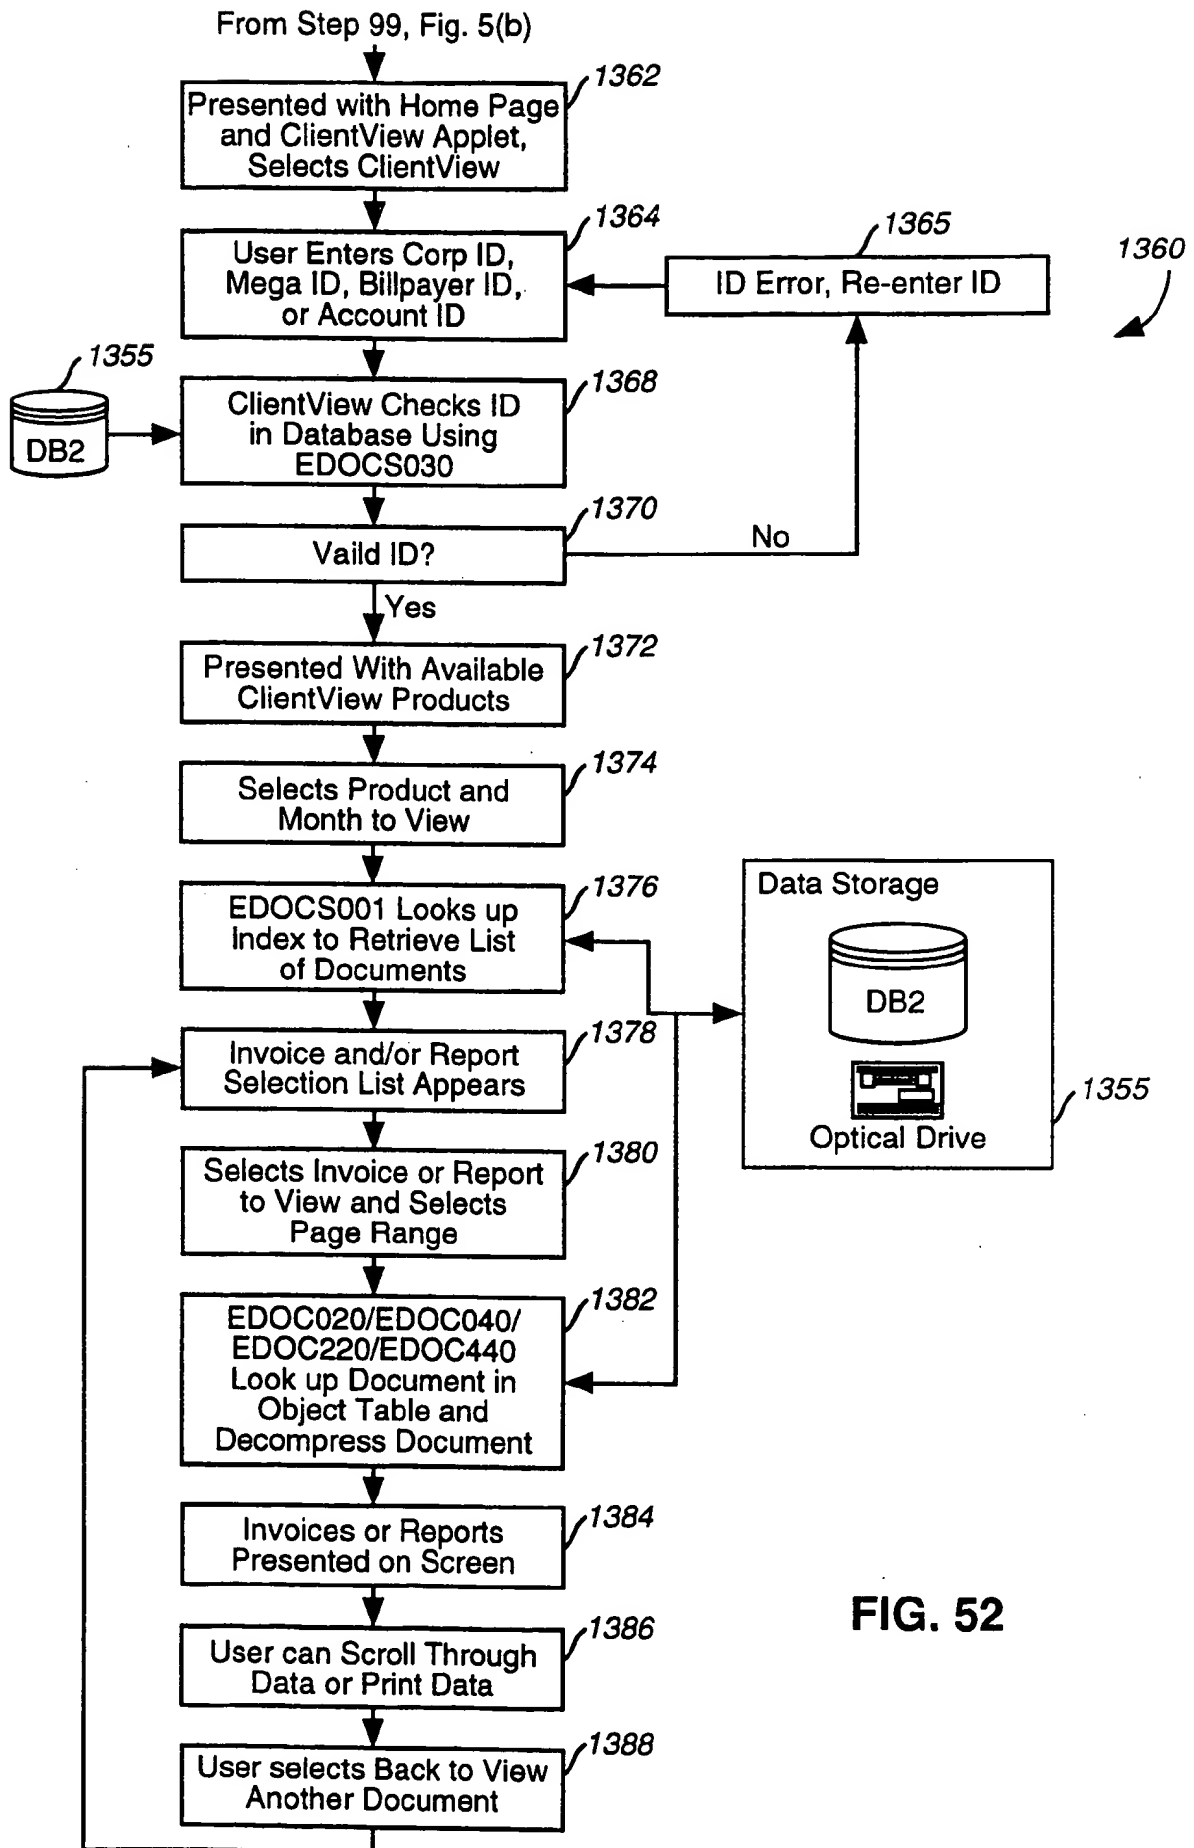 From Step 99, Fig. 5(b)
1362
Presented with Home Page
and ClientView Applet,
Selects ClientView
1364
User Enters Corp ID,
Mega ID, Billpayer ID,
or Account ID
1365
ID Error, Re-enter ID
1360
1355
DB2
1368
ClientView Checks ID
in Database Using
EDOCS030
1370
Vaild ID?
No
Yes
1372
Presented With Available
ClientView Products
1374
Selects Product and
Month to View
1376
EDOCS001 Looks up
Index to Retrieve List
of Documents
Data Storage
DB2
Optical Drive
1355
1378
Invoice and/or Report
Selection List Appears
1380
Selects Invoice or Report
to View and Selects
Page Range
1382
EDOC020/EDOC040/
EDOC220/EDOC440
Look up Document in
Object Table and
Decompress Document
1384
Invoices or Reports
Presented on Screen
1386
User can Scroll Through
Data or Print Data
1388
User selects Back to View
Another Document
FIG. 52